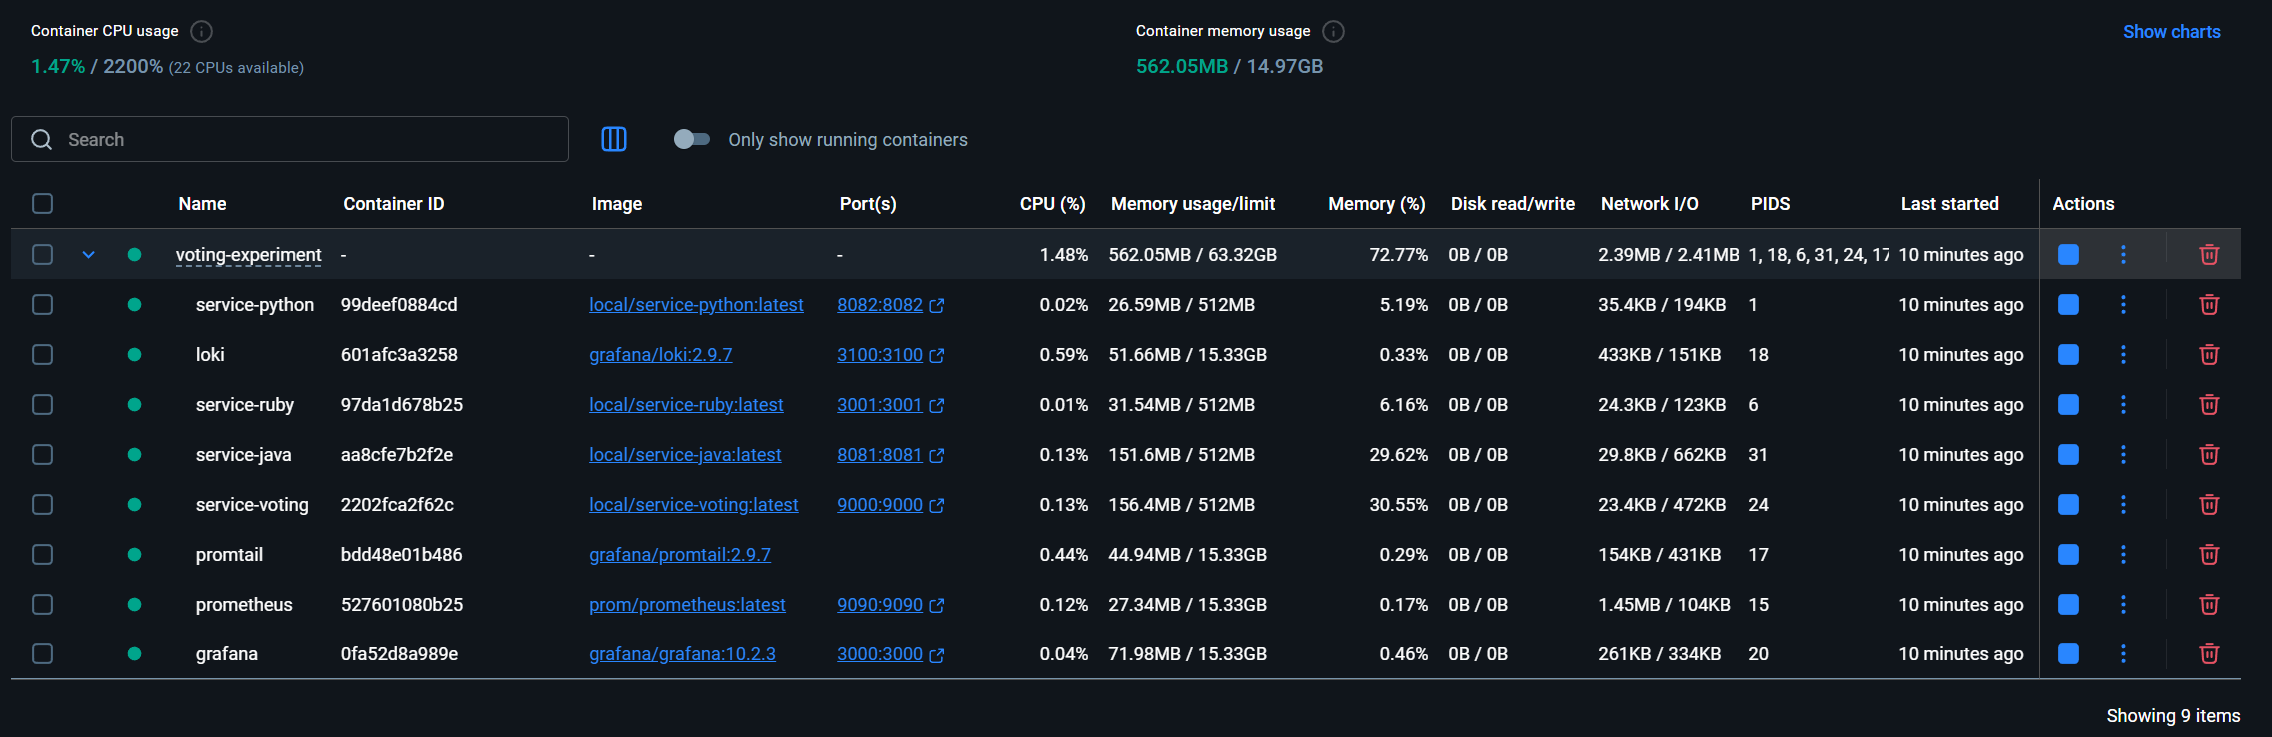 Container CPU usage
1.47% / 2200% (22 CPUs available)
Container memory usage
562.05MB / 14.97GB
Show charts
Search
Only show running containers
Name Container ID Image Port(s) CPU (%) Memory usage/limit Memory (%) Disk read/write Network I/O PIDS Last started Actions
voting-experiment - - - 1.48% 562.05MB / 63.32GB 72.77% 0B / 0B 2.39MB / 2.41MB 1, 18, 6, 31, 24, 17 10 minutes ago
service-python 99deef0884cd local/service-python:latest 8082:8082 0.02% 26.59MB / 512MB 5.19% 0B / 0B 35.4KB / 194KB 1 10 minutes ago
loki 601afc3a3258 grafana/loki:2.9.7 3100:3100 0.59% 51.66MB / 15.33GB 0.33% 0B / 0B 433KB / 151KB 18 10 minutes ago
service-ruby 97da1d678b25 local/service-ruby:latest 3001:3001 0.01% 31.54MB / 512MB 6.16% 0B / 0B 24.3KB / 123KB 6 10 minutes ago
service-java aa8cfe7b2f2e local/service-java:latest 8081:8081 0.13% 151.6MB / 512MB 29.62% 0B / 0B 29.8KB / 662KB 31 10 minutes ago
service-voting 2202fca2f62c local/service-voting:latest 9000:9000 0.13% 156.4MB / 512MB 30.55% 0B / 0B 23.4KB / 472KB 24 10 minutes ago
promtail bdd48e01b486 grafana/promtail:2.9.7 0.44% 44.94MB / 15.33GB 0.29% 0B / 0B 154KB / 431KB 17 10 minutes ago
prometheus 527601080b25 prom/prometheus:latest 9090:9090 0.12% 27.34MB / 15.33GB 0.17% 0B / 0B 1.45MB / 104KB 15 10 minutes ago
grafana 0fa52d8a989e grafana/grafana:10.2.3 3000:3000 0.04% 71.98MB / 15.33GB 0.46% 0B / 0B 261KB / 334KB 20 10 minutes ago
Showing 9 items